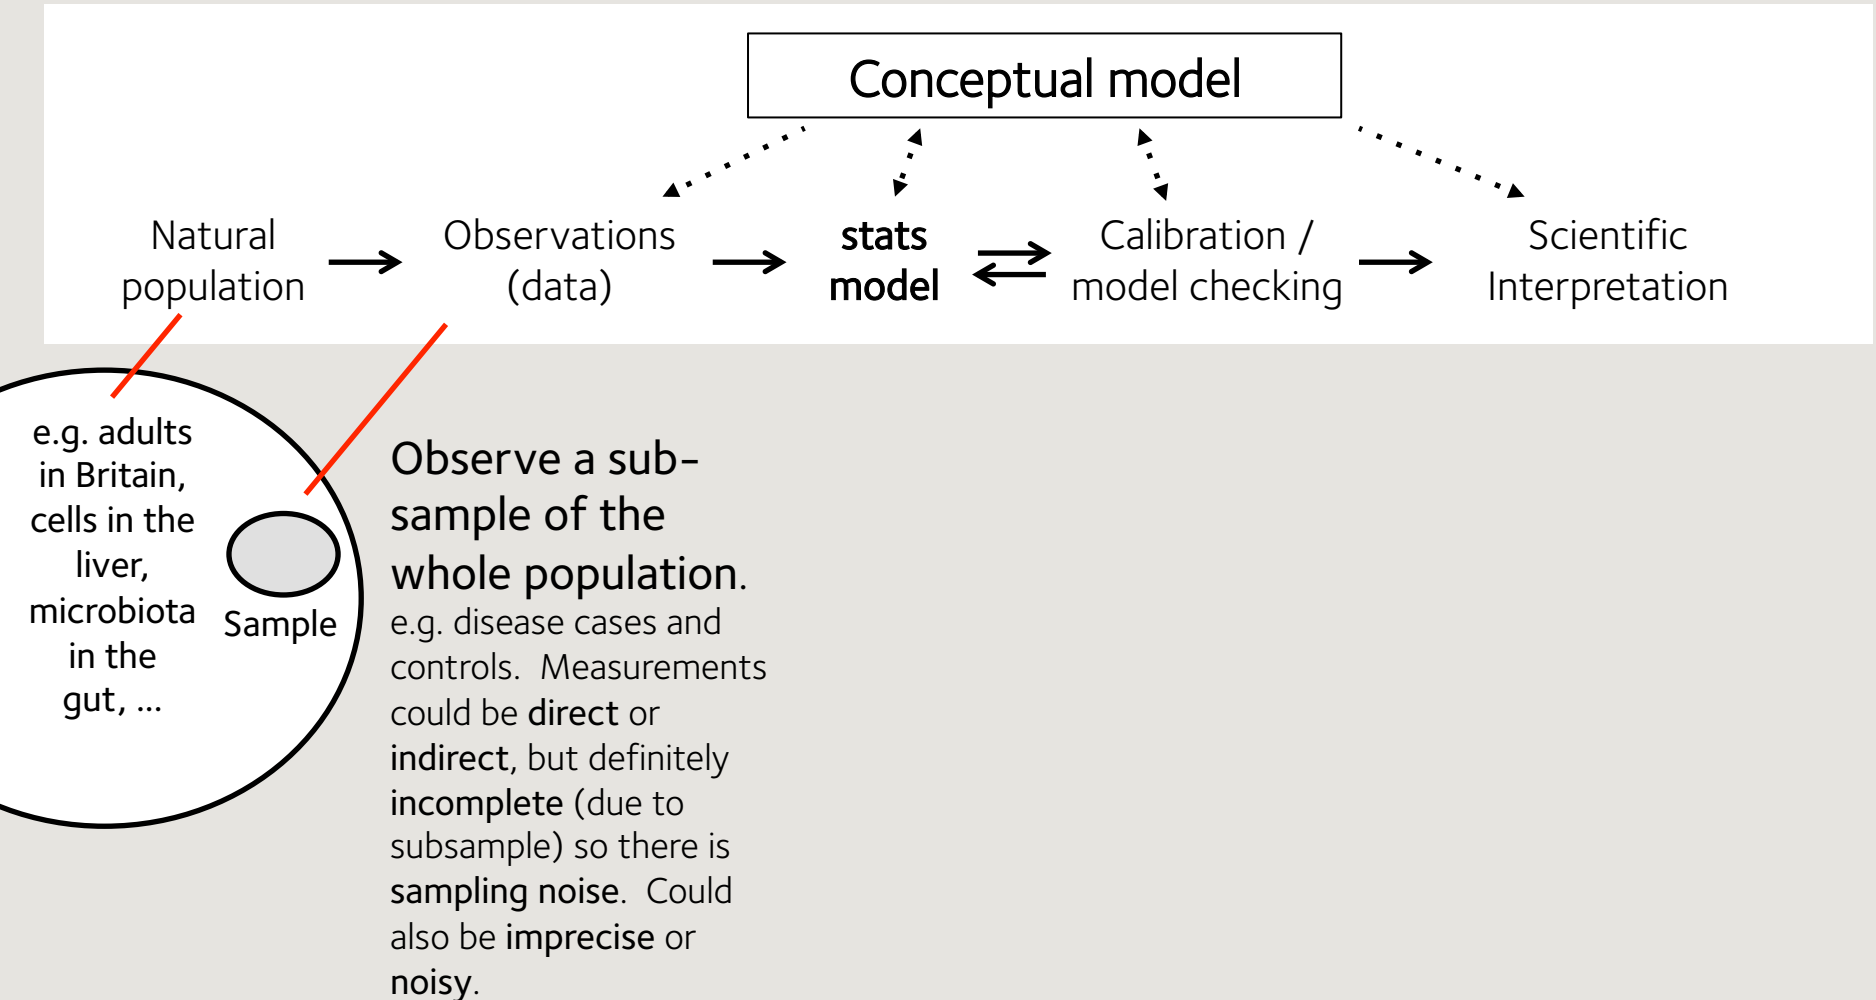 Conceptual model
Natural
population
Observations
(data)
stats
model
Calibration /
model checking
Scientific
Interpretation
e.g. adults
in Britain,
cells in the
liver,
microbiota
in the
gut, ...
Sample
Observe a sub-
sample of the
whole population.
e.g. disease cases and
controls.  Measurements
could be direct or
indirect, but definitely
incomplete (due to
subsample) so there is
sampling noise.  Could
also be imprecise or
noisy.